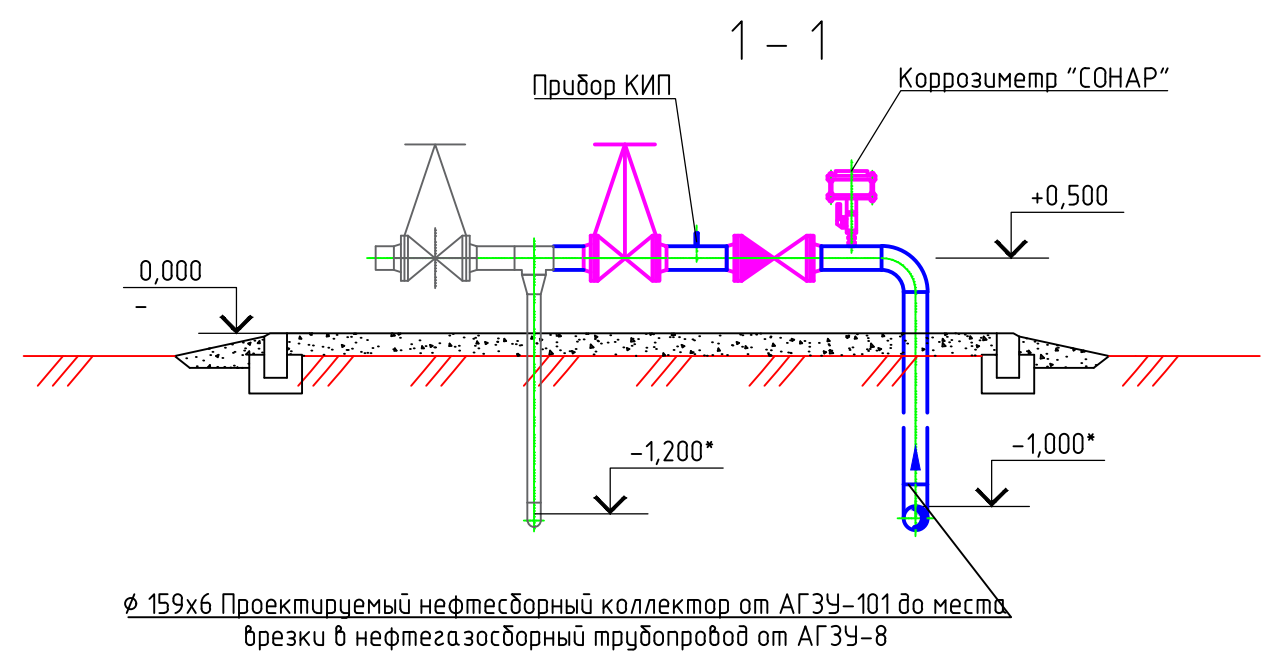 1 - 1
Прибор КИП
Коррозиметр "СОНАР"
+0,500
0,000
-
-1,200*
-1,000*
⌀ 159х6 Проектируемый нефтесборный коллектор от АГЗУ-101 до места
врезки в нефтегазосборный трубопровод от АГЗУ-8